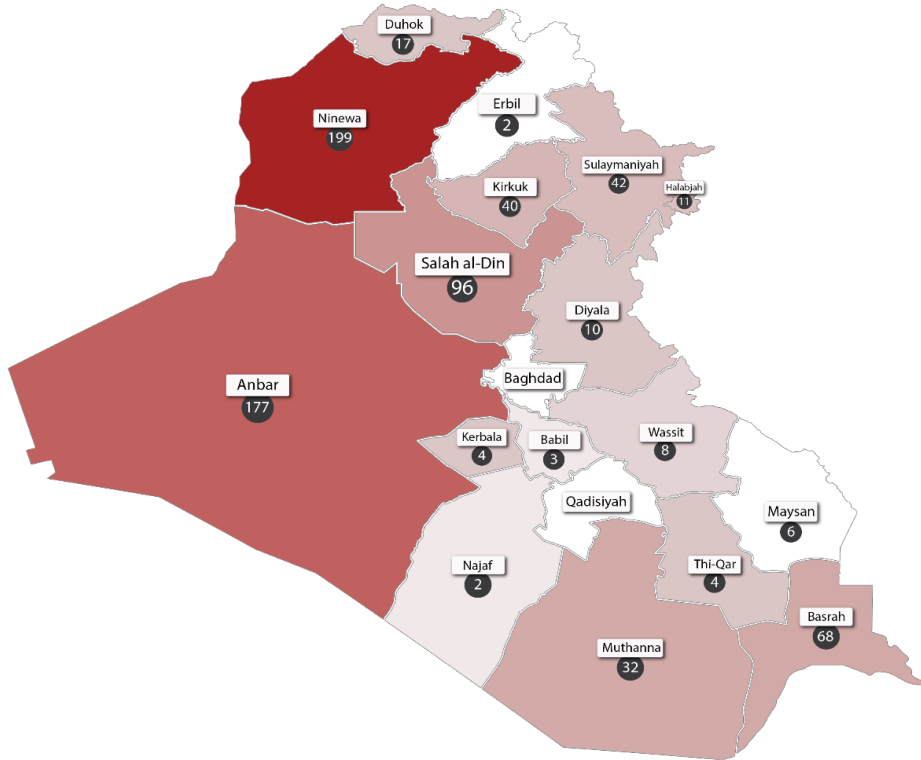 Duhok
17
Ninewa
199
Erbil
2
Sulaymaniyah
42
Halabjah
11
Kirkuk
40
Salah al-Din
96
Diyala
10
Anbar
177
Baghdad
Kerbala
4
Babil
3
Wassit
8
Qadisiyah
Maysan
6
Najaf
2
Thi-Qar
4
Basrah
68
Muthanna
32